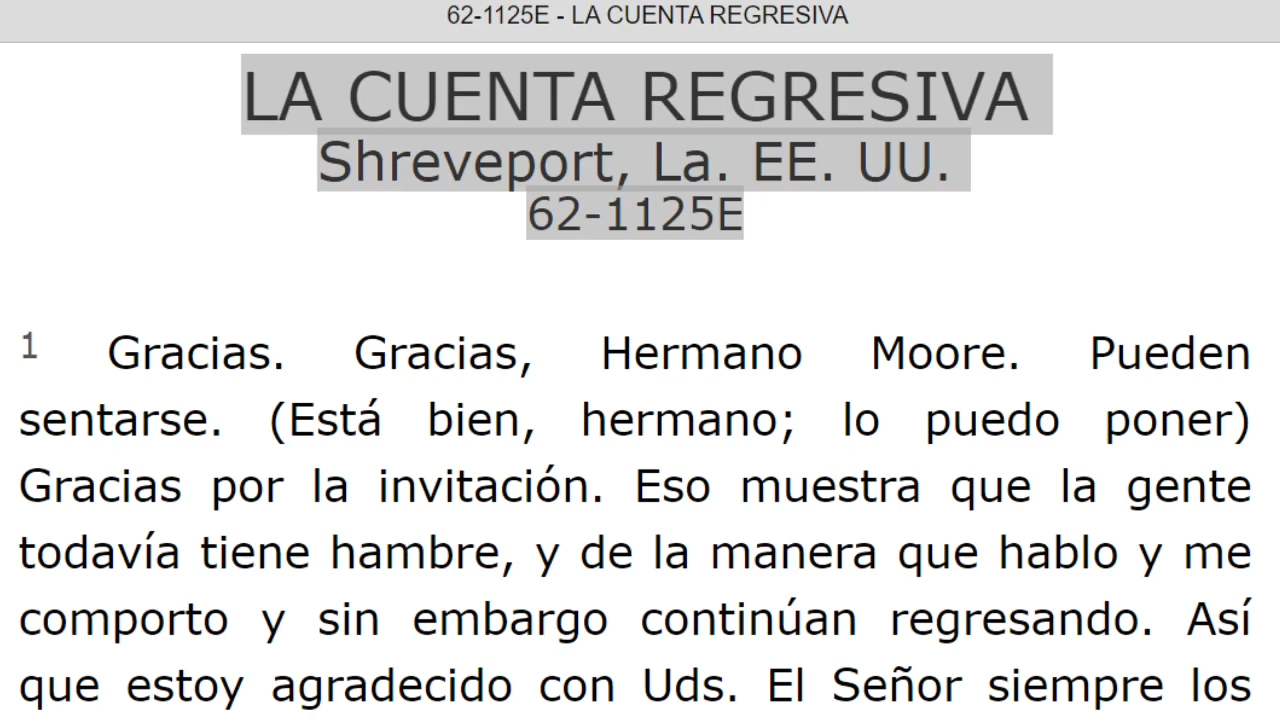 62-1125E - LA CUENTA REGRESIVA
LA CUENTA REGRESIVA
Shreveport, La. EE. UU.
62-1125E
1 Gracias. Gracias, Hermano Moore. Pueden
sentarse. (Está bien, hermano; lo puedo poner)
Gracias por la invitación. Eso muestra que la gente
todavía tiene hambre, y de la manera que hablo y me
comporto y sin embargo continúan regresando. Así
que estoy agradecido con Uds. El Señor siempre los